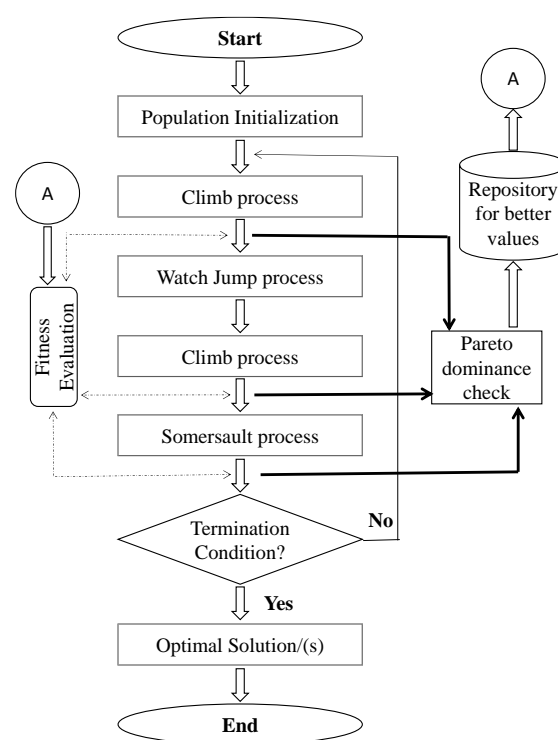 Start
A
Population Initialization
A
Climb process
Repository
for better
values
Watch Jump process
Fitness
Evaluation
Climb process
Pareto
dominance
check
Somersault process
Termination
Condition?
No
Yes
Optimal Solution/(s)
End